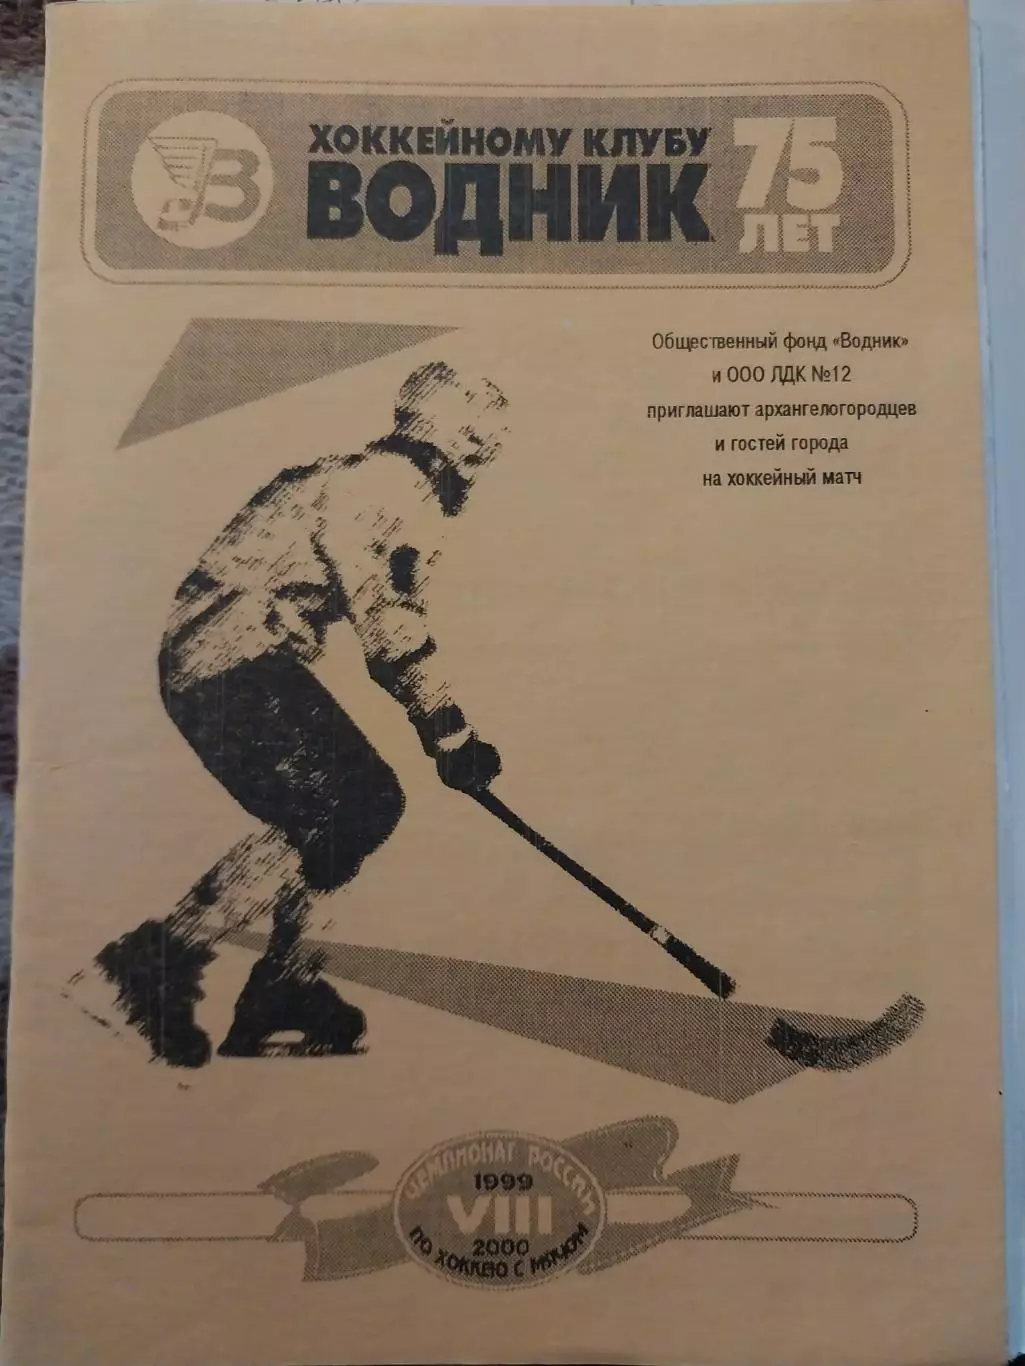 В
ХОККЕЙНОМУ КЛУБУ
ВОДНИК
75
ЛЕТ
Общественный фонд «Водник»
и ООО ЛДК №12
приглашают архангелогородцев
и гостей города
на хоккейный матч
ЧЕМПИОНАТ РОССИИ
1999
VIII
2000
ПО ХОККЕЮ С МЯЧОМ